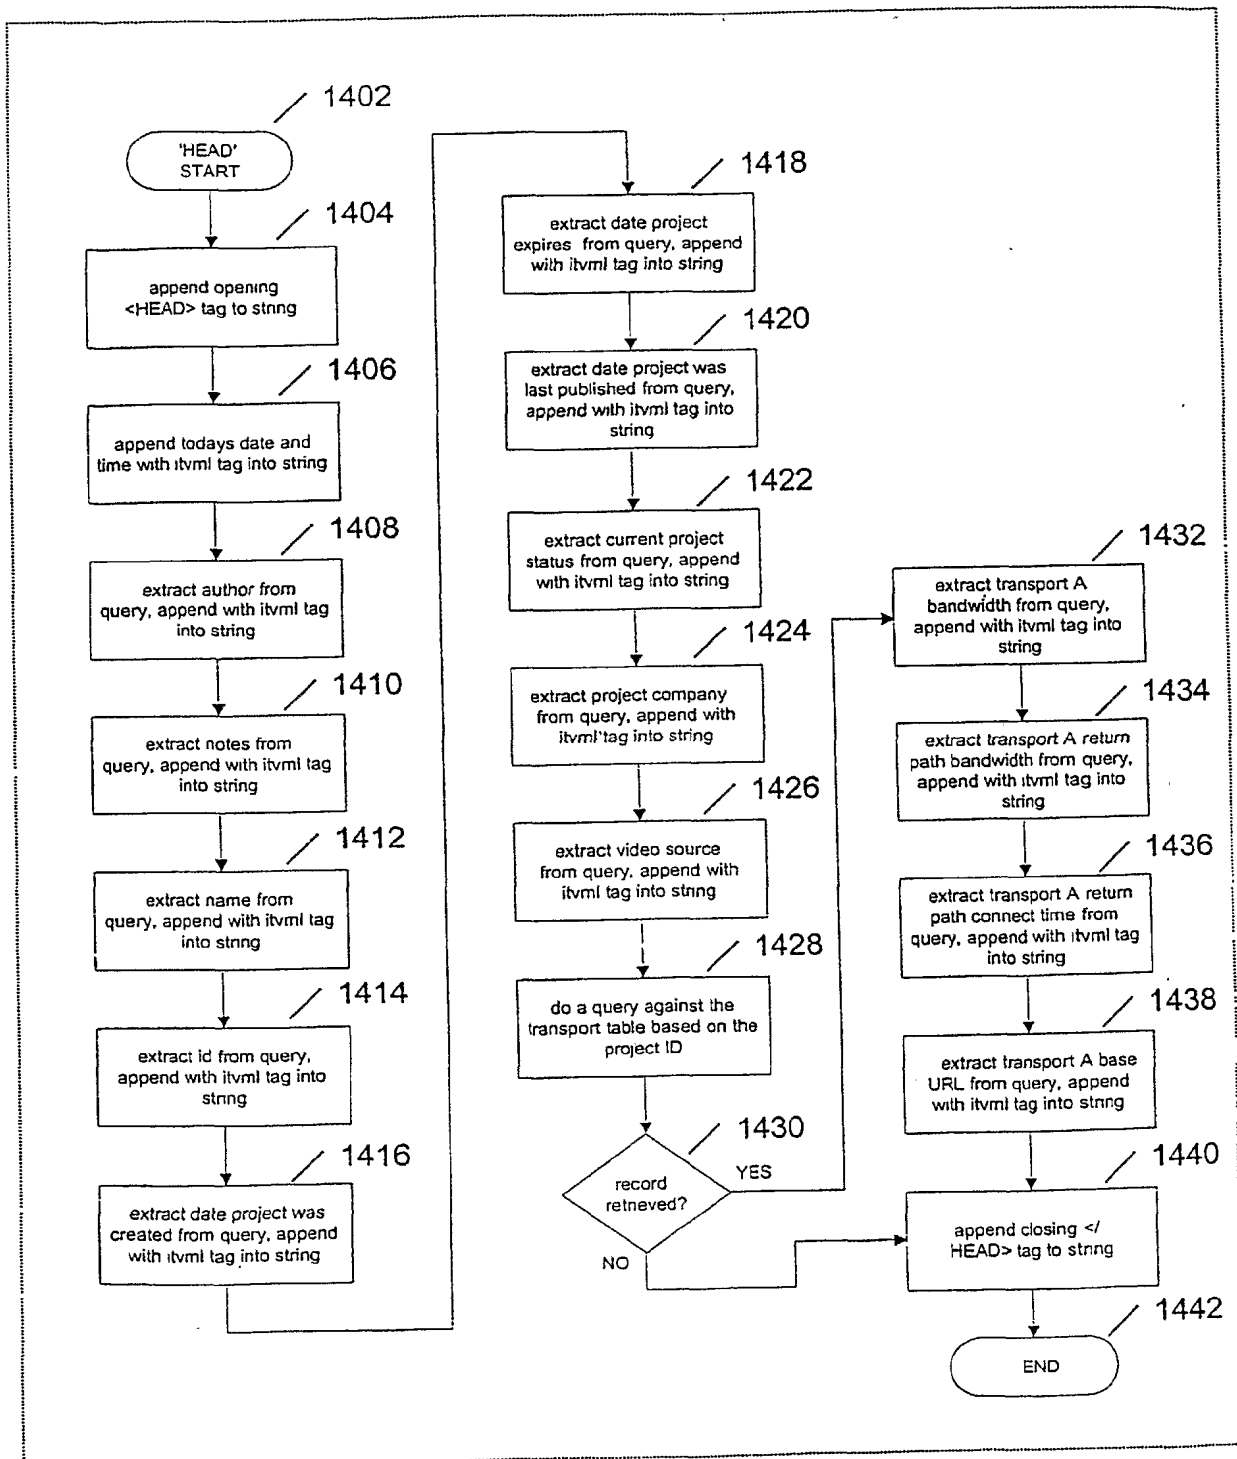 1402
'HEAD'
START
1404
append opening
<HEAD> tag to string
1406
append todays date and
time with itvml tag into string
1408
extract author from
query, append with itvml tag
into string
1410
extract notes from
query, append with itvml tag
into string
1412
extract name from
query, append with itvml tag
into string
1414
extract id from query,
append with itvml tag into
string
1416
extract date project was
created from query, append
with itvml tag into string
1418
extract date project
expires from query, append
with itvml tag into string
1420
extract date project was
last published from query,
append with itvml tag into
string
1422
extract current project
status from query, append
with itvml tag into string
1424
extract project company
from query, append with
itvml tag into string
1426
extract video source
from query, append with
itvml tag into string
1428
do a query against the
transport table based on the
project ID
1430
record
retrieved?
YES
NO
1432
extract transport A
bandwidth from query,
append with itvml tag into
string
1434
extract transport A return
path bandwidth from query,
append with itvml tag into
string
1436
extract transport A return
path connect time from
query, append with itvml tag
into string
1438
extract transport A base
URL from query, append
with itvml tag into string
1440
append closing </
HEAD> tag to string
1442
END